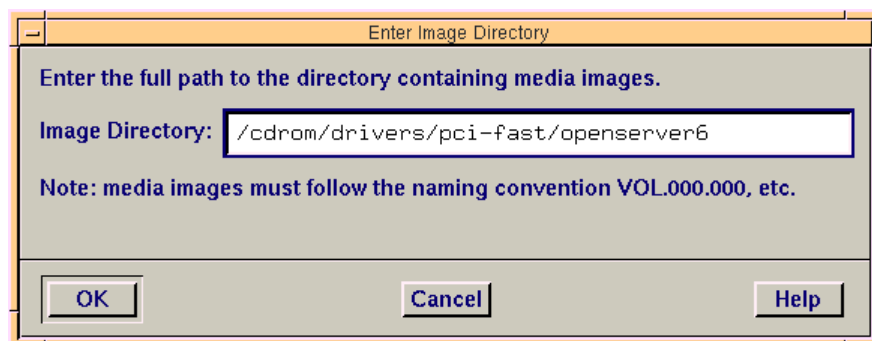 Enter Image Directory
Enter the full path to the directory containing media images.
Image Directory: /cdrom/drivers/pci-fast/openserver6
Note: media images must follow the naming convention VOL.000.000, etc.
OK Cancel Help